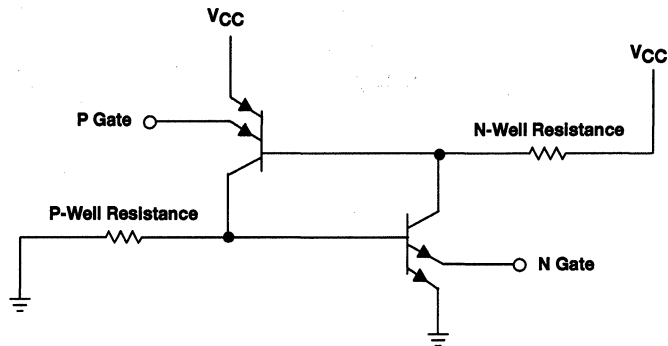 VCC
VCC
P Gate
N-Well Resistance
P-Well Resistance
N Gate